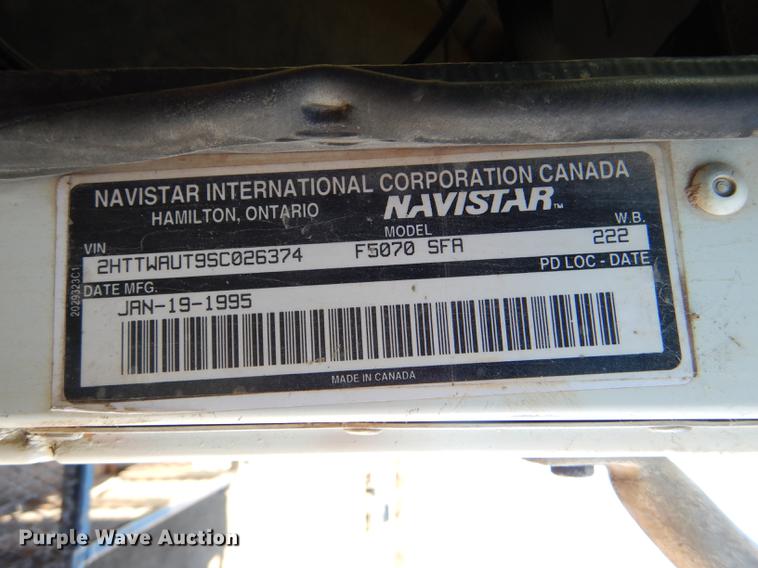 NAVISTAR INTERNATIONAL CORPORATION CANADA
HAMILTON, ONTARIO NAVISTAR™
VIN MODEL W.B.
2HTTWAUT9SC026374 F5070 SFA 222
DATE MFG. PD LOC - DATE
JAN-19-1995
MADE IN CANADA
2029323C1
Purple Wave Auction